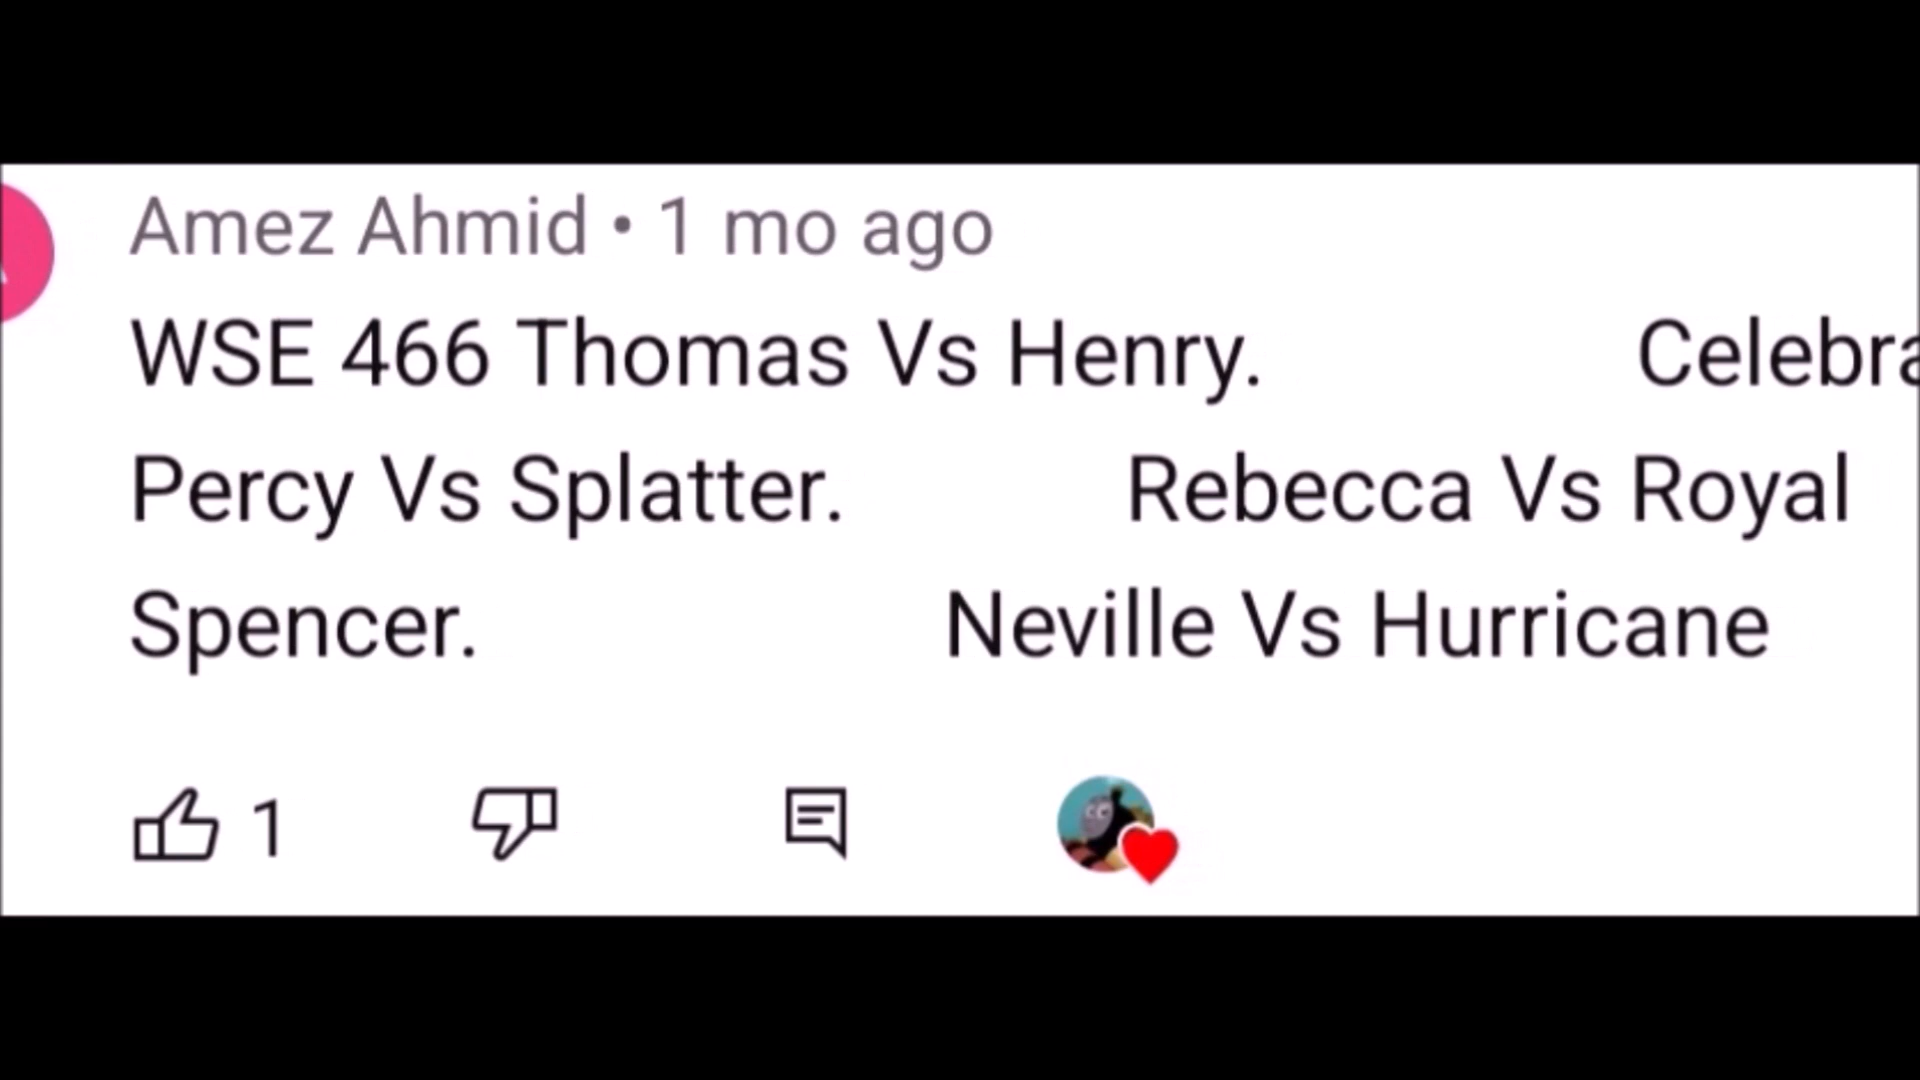 Amez Ahmid • 1 mo ago
WSE 466 Thomas Vs Henry. Celebra
Percy Vs Splatter. Rebecca Vs Royal
Spencer. Neville Vs Hurricane
1